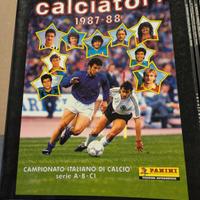 calciatori
1987-88
CAMPIONATO ITALIANO DI CALCIO
serie A-B-C1
PANINI